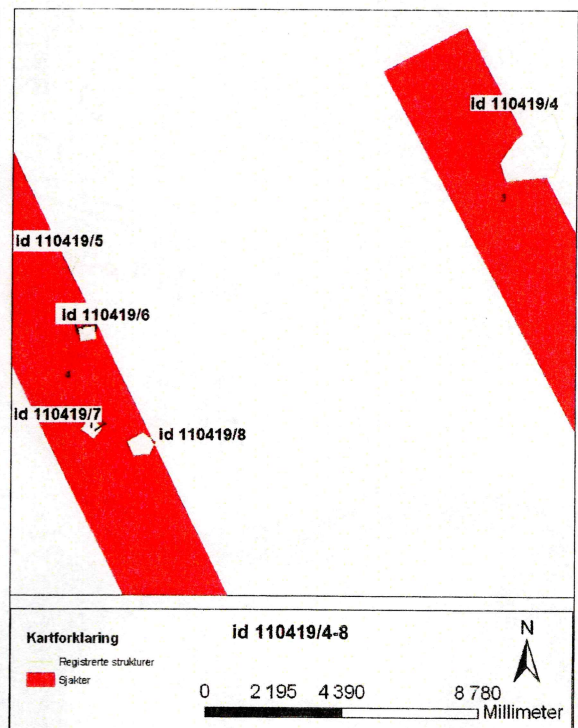 id 110419/4
id 110419/5
id 110419/6
id 110419/7
id 110419/8
Kartforklaring
Registrerte strukturer
Sjakter
id 110419/4-8
N
0 2 195 4 390 8 780
Millimeter